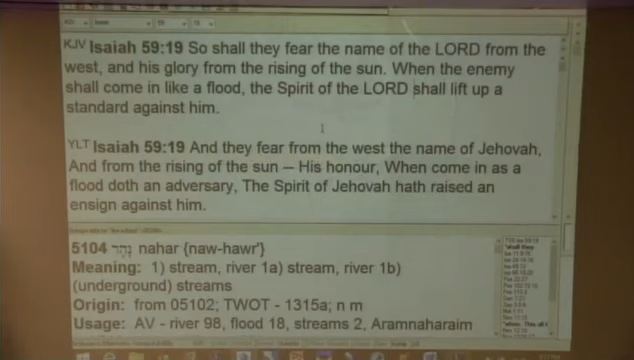 KJV Isaiah 59:19 So shall they fear the name of the LORD from the
west, and his glory from the rising of the sun. When the enemy
shall come in like a flood, the Spirit of the LORD shall lift up a
standard against him.
YLT Isaiah 59:19 And they fear from the west the name of Jehovah,
And from the rising of the sun — His honour, When come in as a
flood doth an adversary, The Spirit of Jehovah hath raised an
ensign against him.
5104 נָהָר nahar {naw-hawr'}
Meaning: 1) stream, river 1a) stream, river 1b)
(underground) streams
Origin: from 05102; TWOT - 1315a; n m
Usage: AV - river 98, flood 18, streams 2, Aramnaharaim